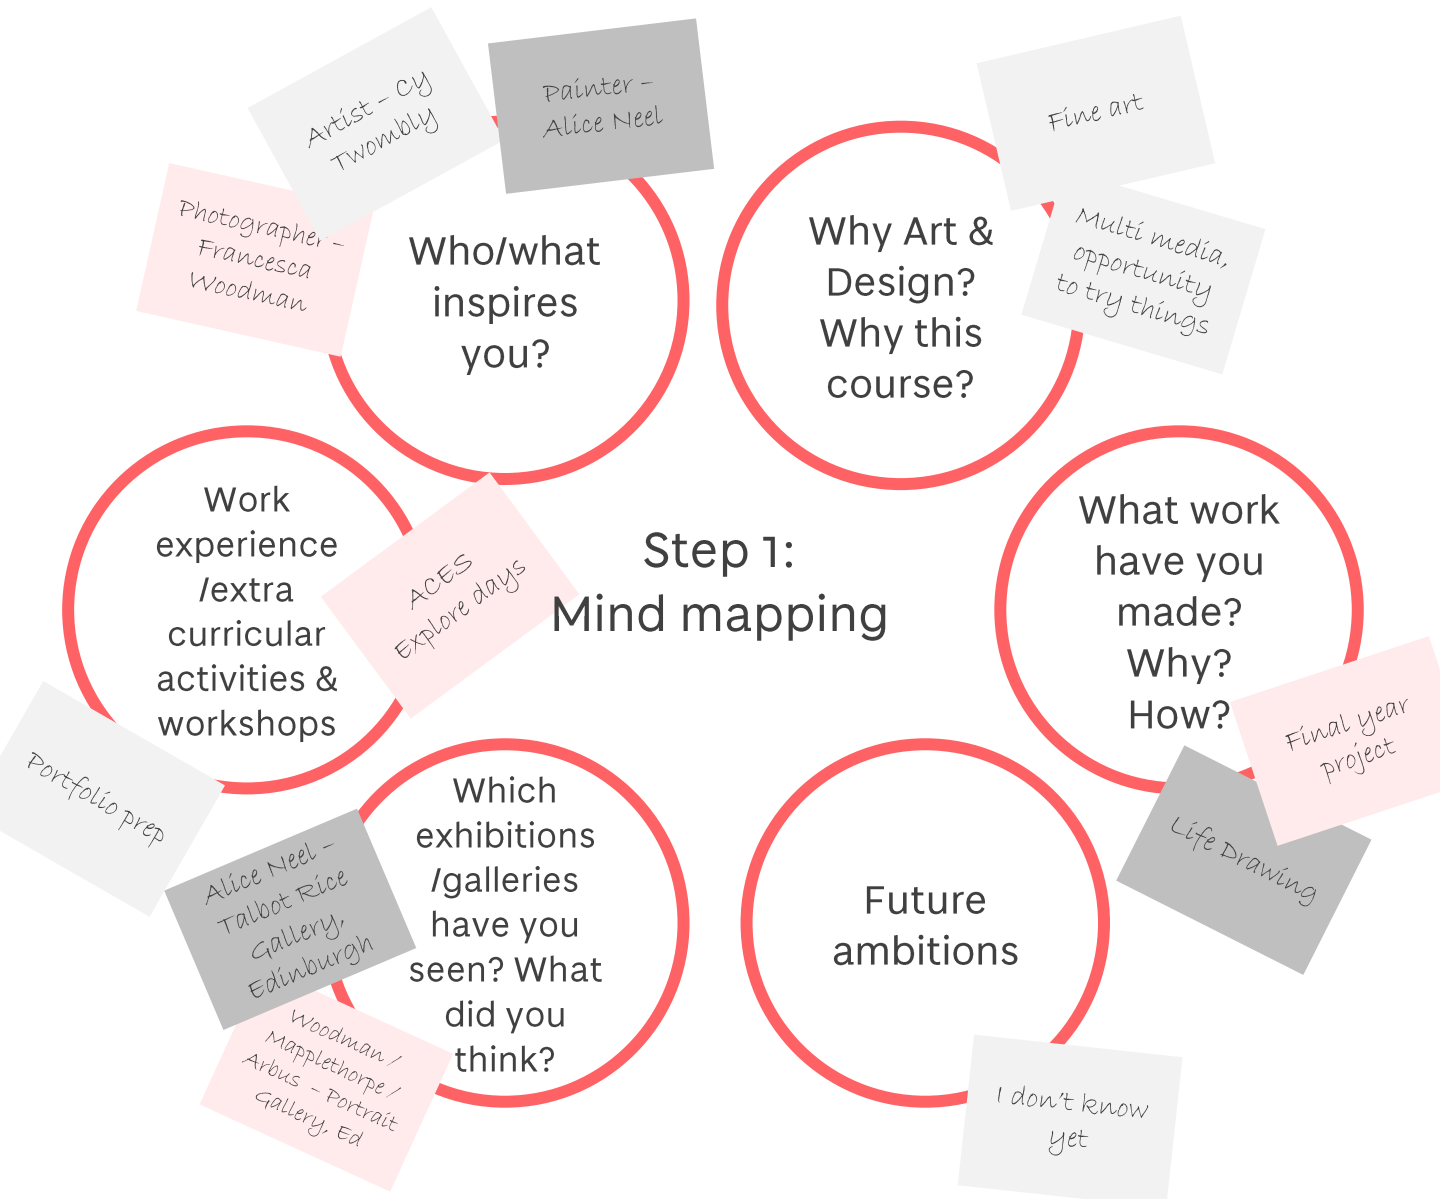 Artist – Cy
Twombly
Painter –
Alice Neel
Photographer –
Francesca
Woodman
Who/what
inspires
you?
Why Art &
Design?
Why this
course?
Fine art
Multi media,
opportunity
to try things
Work
experience
/extra
curricular
activities &
workshops
ACES
Explore days
Portfolio prep
Step 1:
Mind mapping
What work
have you
made?
Why?
How?
Final year
project
Life Drawing
Which
exhibitions
/galleries
have you
seen? What
did you
think?
Alice Neel –
Talbot Rice
Gallery,
Edinburgh
Woodman /
Mapplethorpe /
Arbus – Portrait
Gallery, Ed
Future
ambitions
I don't know
yet